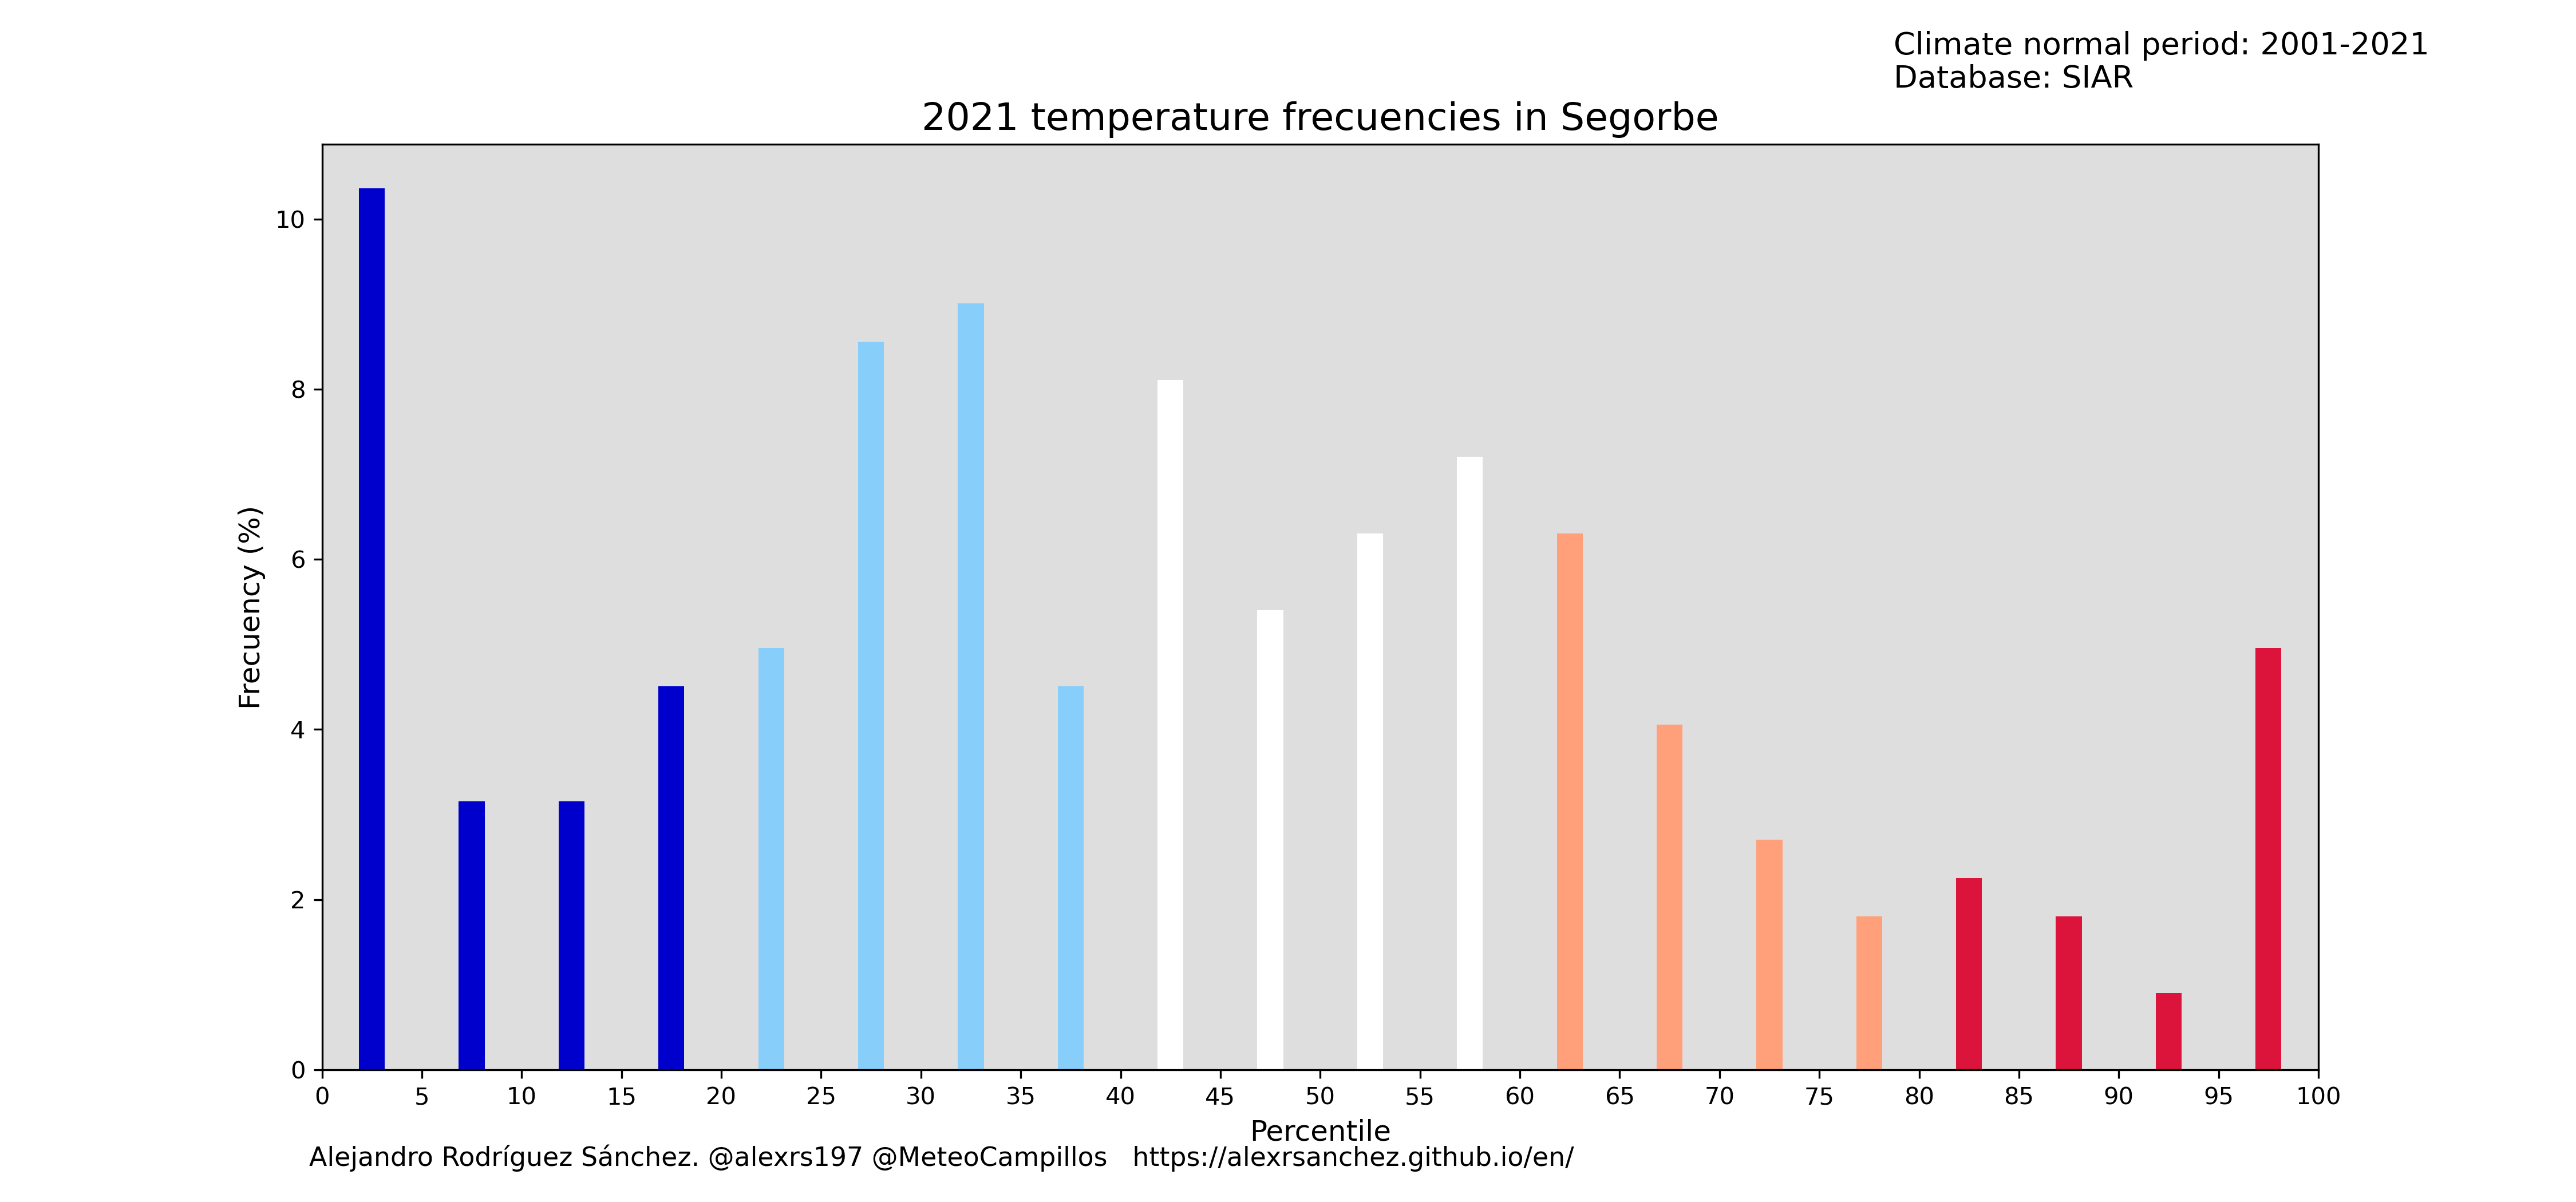 Climate normal period: 2001-2021
Database: SIAR
2021 temperature frecuencies in Segorbe
10
8
6
4
2
0
Frecuency (%)
0 5 10 15 20 25 30 35 40 45 50 55 60 65 70 75 80 85 90 95 100
Percentile
Alejandro Rodríguez Sánchez. @alexrs197 @MeteoCampillos https://alexrsanchez.github.io/en/